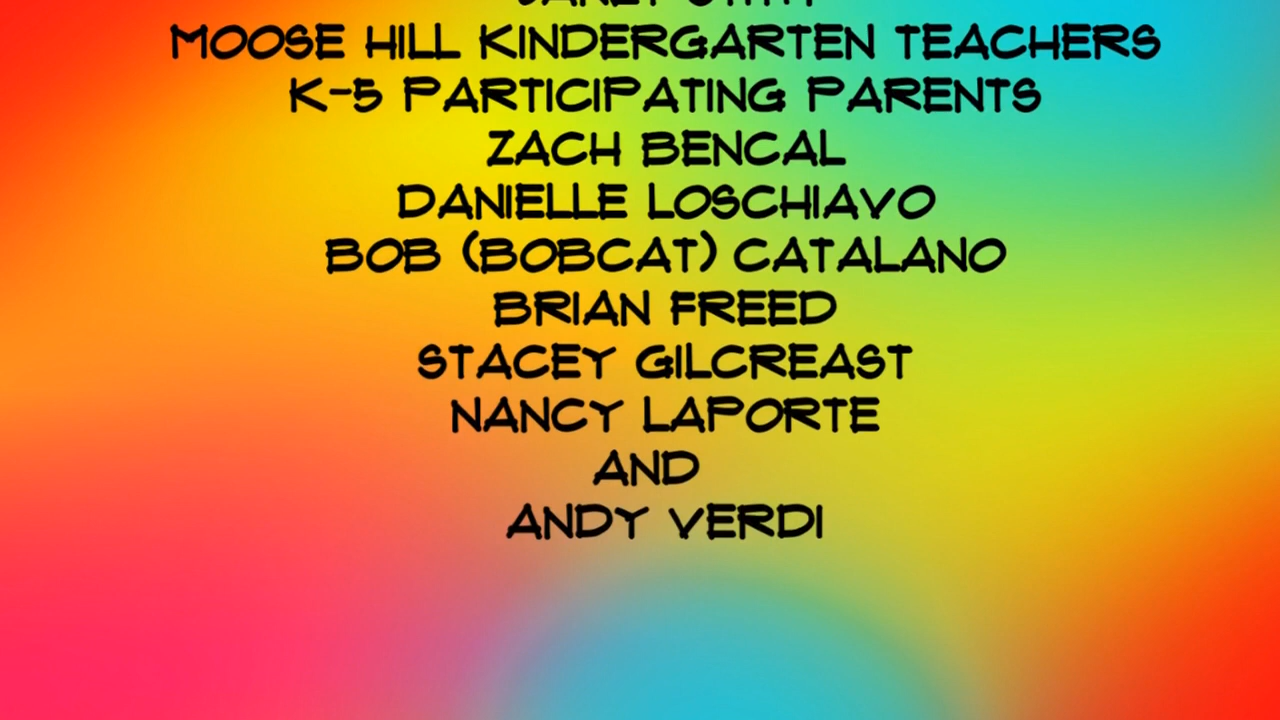 MOOSE HILL KINDERGARTEN TEACHERS
K-5 PARTICIPATING PARENTS
ZACH BENCAL
DANIELLE LOSCHIAVO
BOB (BOBCAT) CATALANO
BRIAN FREED
STACEY GILCREAST
NANCY LAPORTE
AND
ANDY VERDI